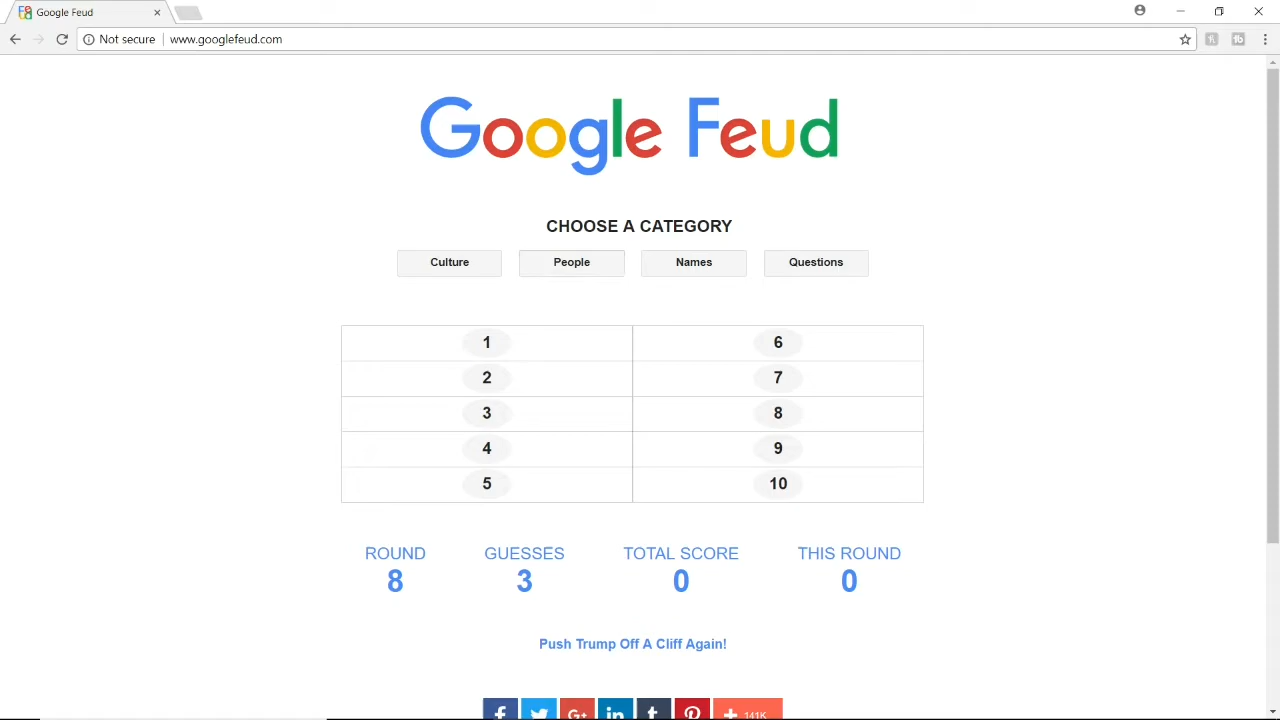 Google Feud
Not secure
www.googlefeud.com
Google Feud
CHOOSE A CATEGORY
Culture
People
Names
Questions
1
6
2
7
3
8
4
9
5
10
ROUND
GUESSES
TOTAL SCORE
THIS ROUND
8
3
0
0
Push Trump Off A Cliff Again!
141K